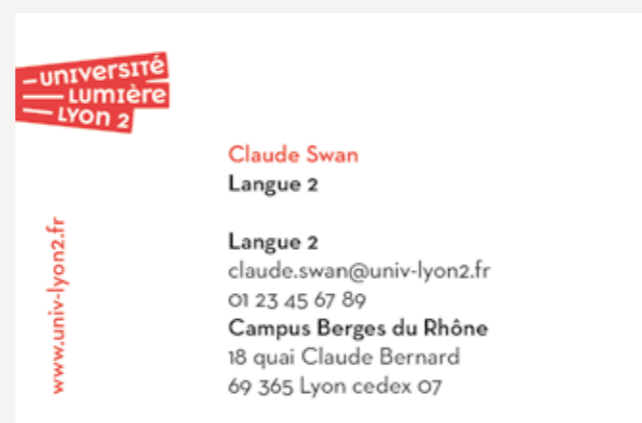 université
Lumière
Lyon 2
Claude Swan
Langue 2
Langue 2
claude.swan@univ-lyon2.fr
01 23 45 67 89
Campus Berges du Rhône
18 quai Claude Bernard
69 365 Lyon cedex 07
www.univ-lyon2.fr